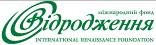 міжнародний фонд
Відродження
INTERNATIONAL RENAISSANCE FOUNDATION